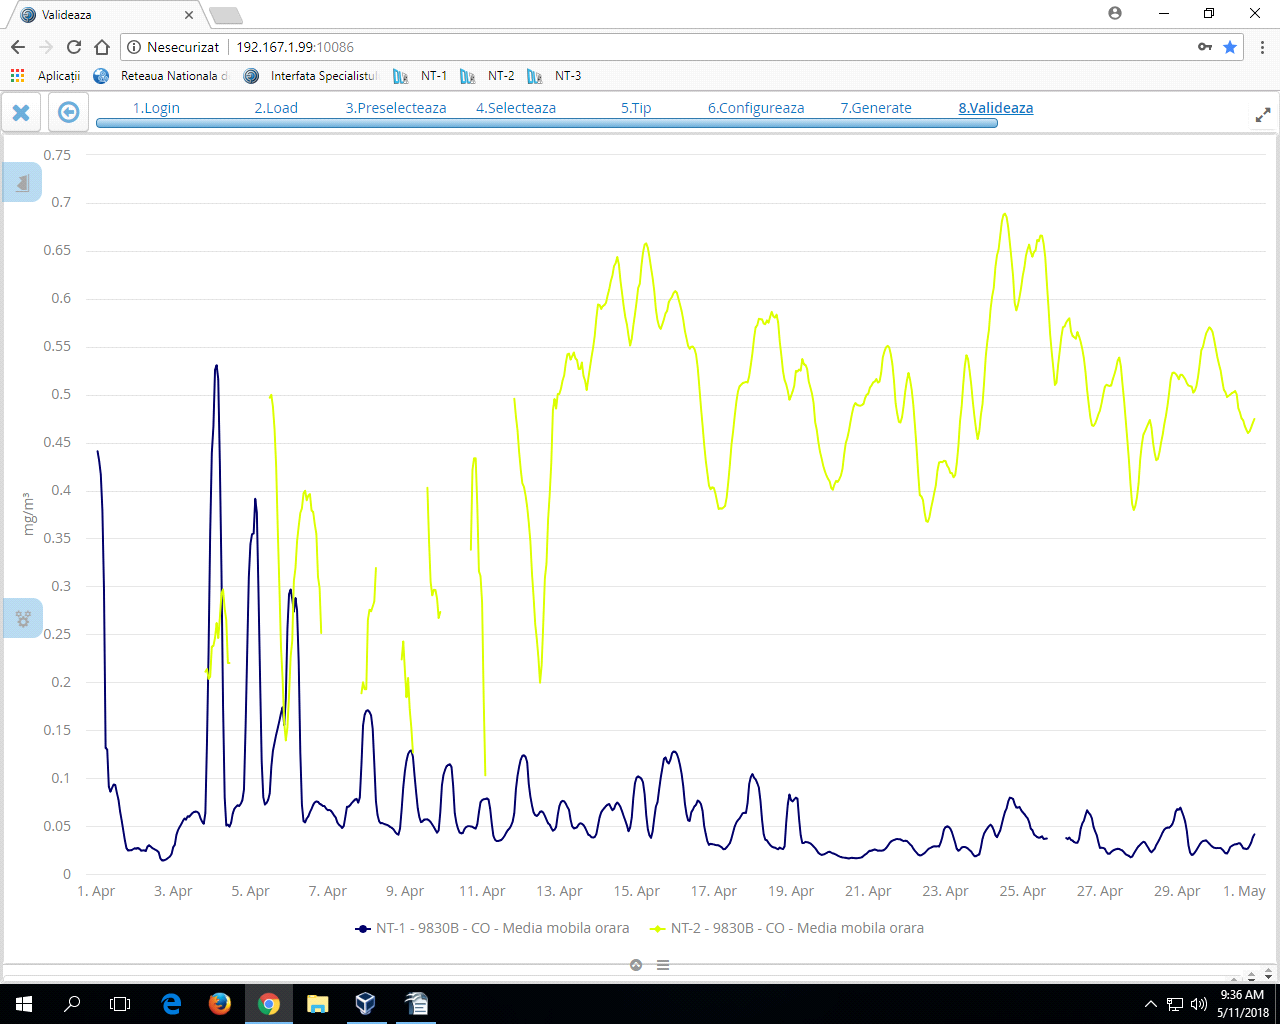 Valideaza
Nesecurizat 192.167.1.99:10086
Aplicații Reteaua Nationala d Interfata Specialistulu NT-1 NT-2 NT-3
1.Login 2.Load 3.Preselecteaza 4.Selecteaza 5.Tip 6.Configureaza 7.Generate 8.Valideaza
0.75
0.7
0.65
0.6
0.55
0.5
0.45
0.4
0.35
0.3
0.25
0.2
0.15
0.1
0.05
0
mg/m³
1. Apr 3. Apr 5. Apr 7. Apr 9. Apr 11. Apr 13. Apr 15. Apr 17. Apr 19. Apr 21. Apr 23. Apr 25. Apr 27. Apr 29. Apr 1. May
NT-1 - 9830B - CO - Media mobila orara NT-2 - 9830B - CO - Media mobila orara
9:36 AM
5/11/2018